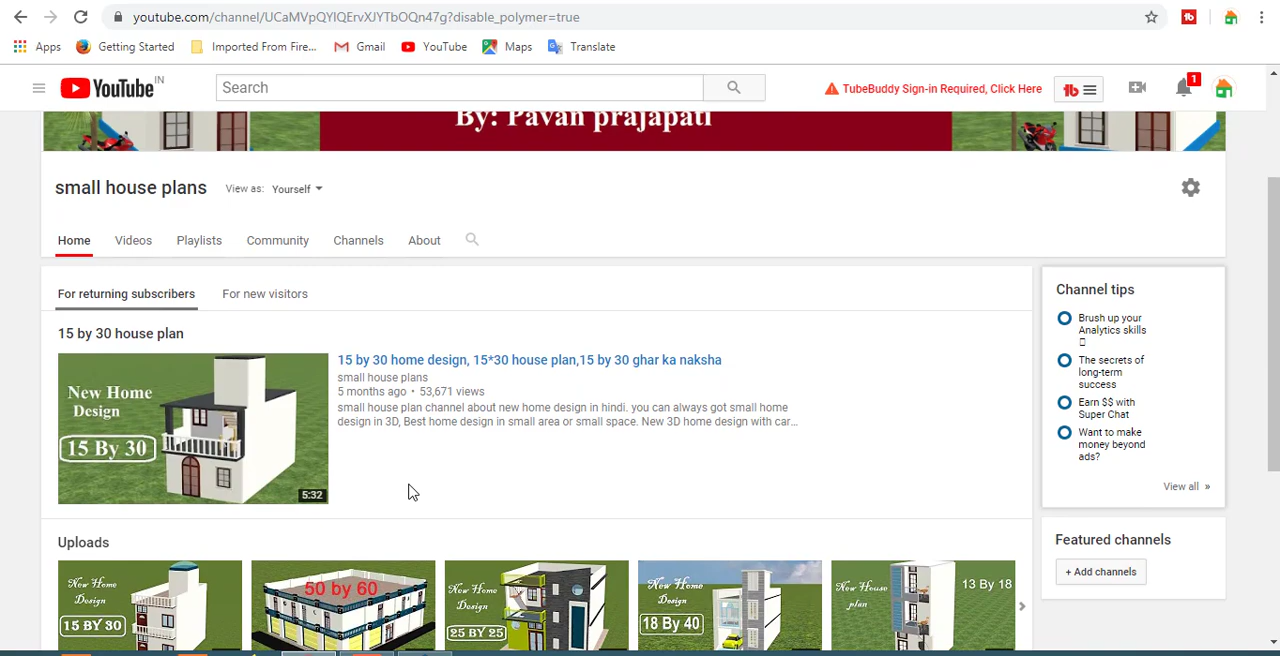 youtube.com/channel/UCaMVpQYIQErvXJYTbOQn47g?disable_polymer=true
Apps Getting Started Imported From Fire... Gmail YouTube Maps Translate
YouTube IN Search TubeBuddy Sign-in Required, Click Here 1
By: Pavan prajapati
small house plans View as: Yourself
Home Videos Playlists Community Channels About
For returning subscribers For new visitors
15 by 30 house plan
New Home
Design
15 By 30
5:32
15 by 30 home design, 15*30 house plan,15 by 30 ghar ka naksha
small house plans
5 months ago • 53,671 views
small house plan channel about new home design in hindi. you can always got small home
design in 3D, Best home design in small area or small space. New 3D home design with car...
Channel tips
Brush up your
Analytics skills
The secrets of
long-term
success
Earn $$ with
Super Chat
Want to make
money beyond
ads?
View all »
Featured channels
+ Add channels
Uploads
New Home
Design
15 BY 30
50 by 60
New Home
Design
25 BY 25
New Home
Design
18 By 40
New House
plan
13 By 18